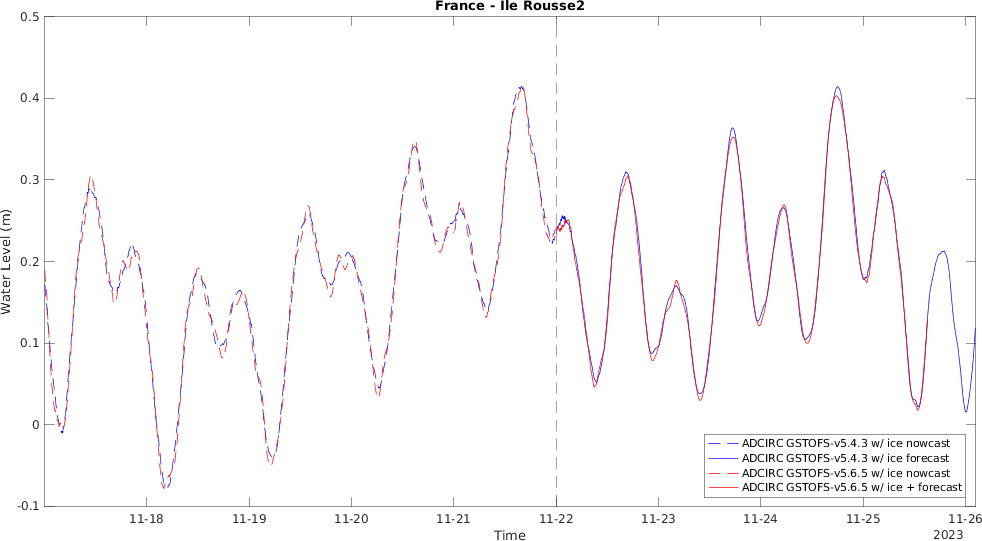 France - Ile Rousse2
0.5
0.4
0.3
0.2
0.1
0
-0.1
Water Level (m)
11-18 11-19 11-20 11-21 11-22 11-23 11-24 11-25 11-26
2023
Time
ADCIRC GSTOFS-v5.4.3 w/ ice nowcast
ADCIRC GSTOFS-v5.4.3 w/ ice forecast
ADCIRC GSTOFS-v5.6.5 w/ ice nowcast
ADCIRC GSTOFS-v5.6.5 w/ ice + forecast